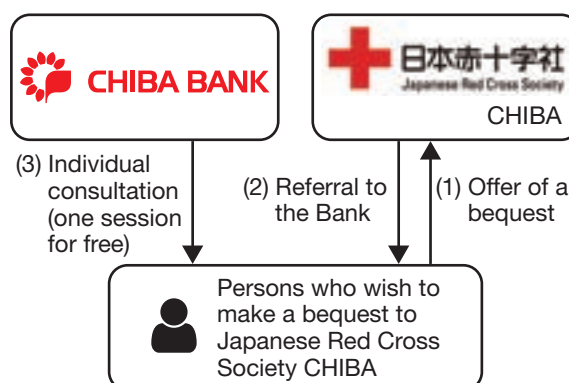 CHIBA BANK
日本赤十字社
Japanese Red Cross Society
CHIBA
(3) Individual
consultation
(one session
for free)
(2) Referral to
the Bank
(1) Offer of a
bequest
Persons who wish to
make a bequest to
Japanese Red Cross
Society CHIBA